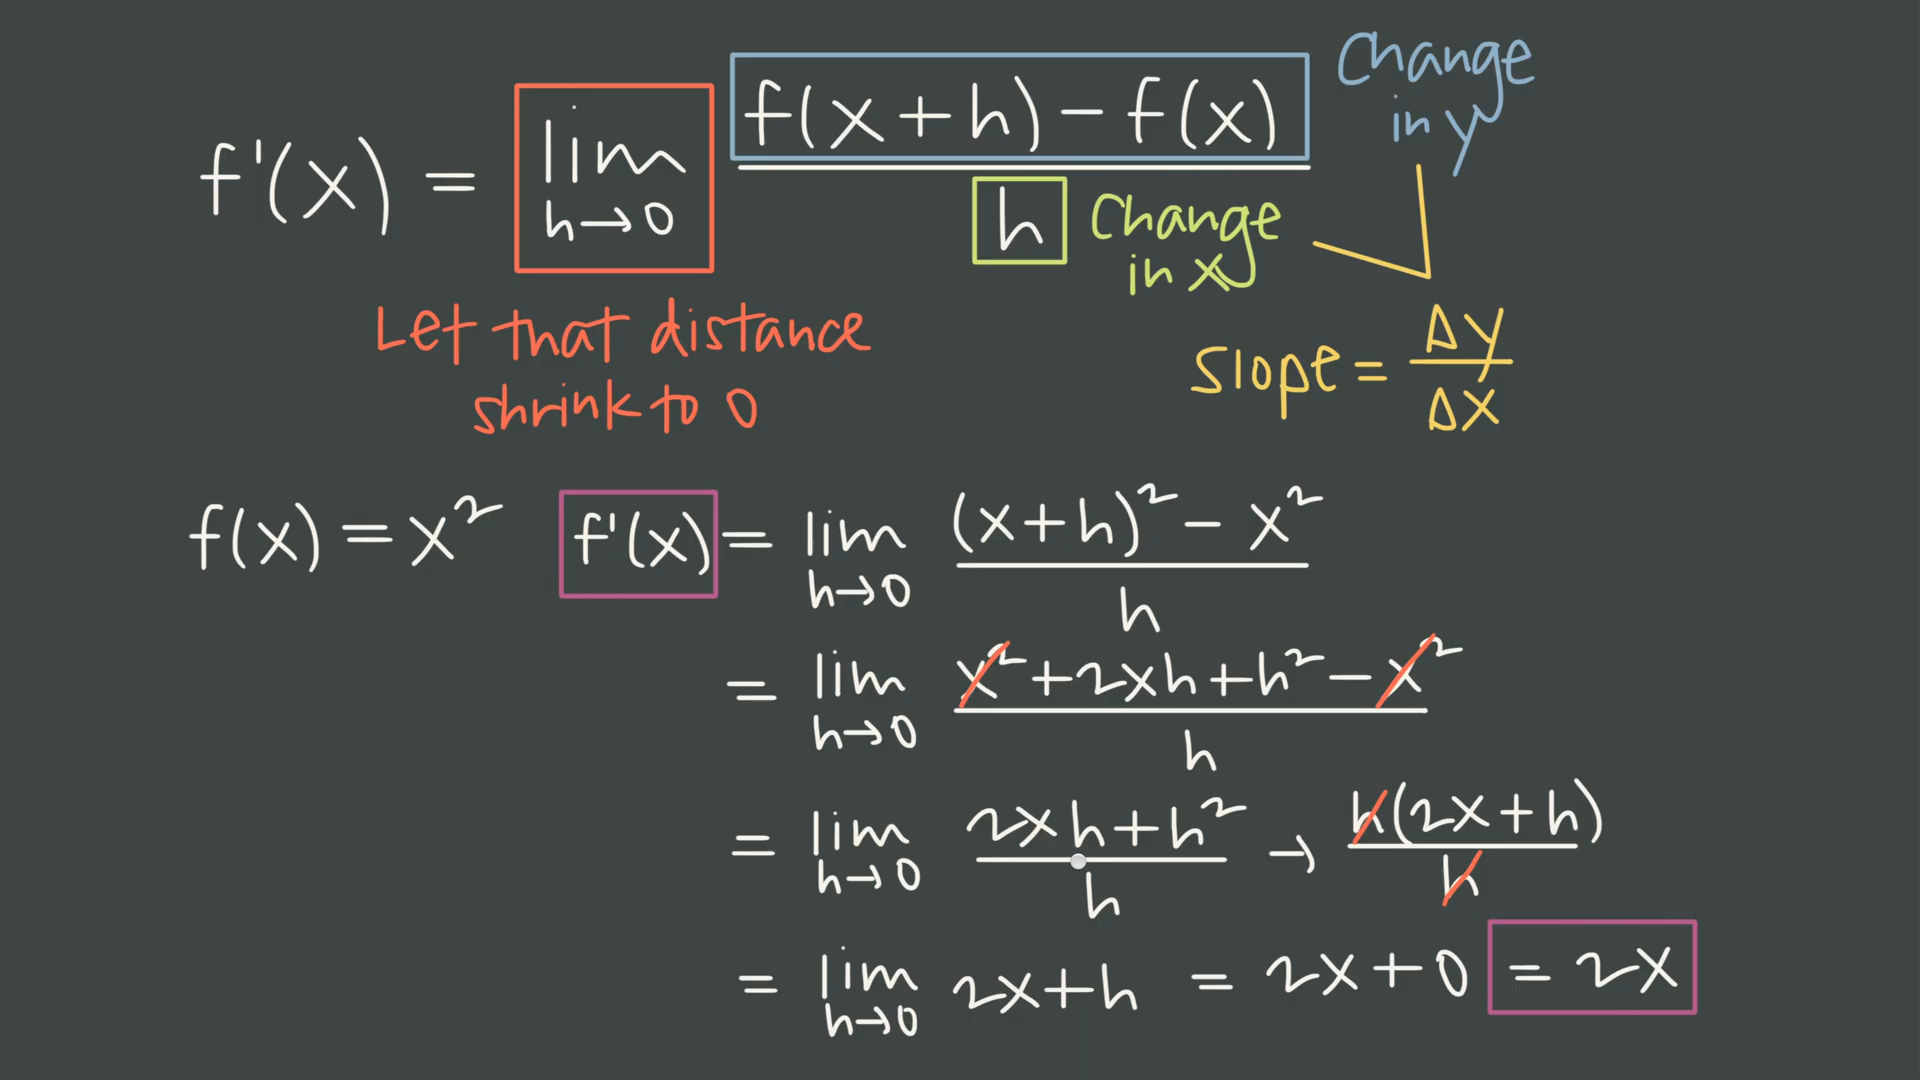 f'(x) = lim h→0 f(x+h) − f(x) / h
Change
in y
Change
in x
Let that distance
shrink to 0
slope = Δy / Δx
f(x) = x² f'(x) = lim h→0 (x+h)² − x² / h
= lim h→0 x² + 2xh + h² − x² / h
= lim h→0 2xh + h² / h → h(2x+h) / h
= lim h→0 2x+h = 2x+0 = 2x